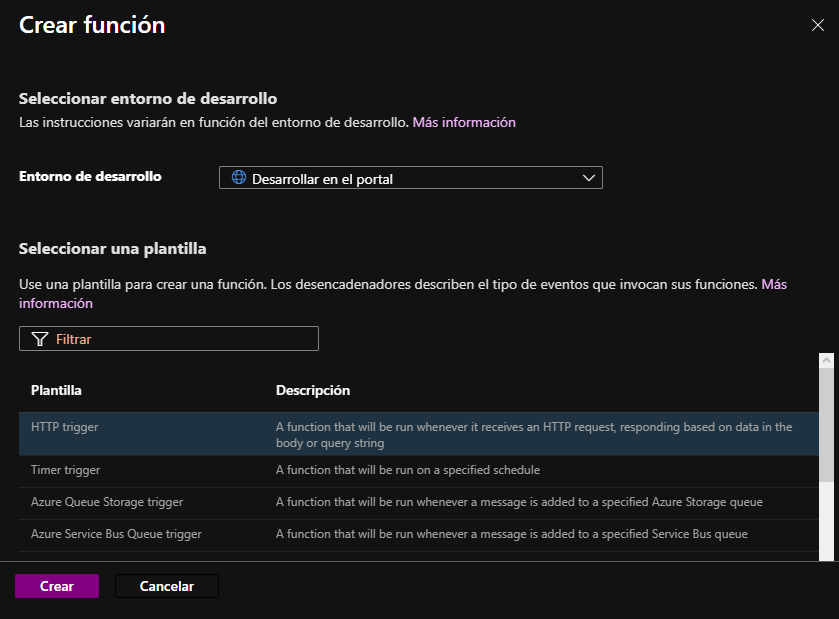 Crear función
Seleccionar entorno de desarrollo
Las instrucciones variarán en función del entorno de desarrollo. Más información
Entorno de desarrollo
Desarrollar en el portal
Seleccionar una plantilla
Use una plantilla para crear una función. Los desencadenadores describen el tipo de eventos que invocan sus funciones. Más
información
Filtrar
Plantilla Descripción
HTTP trigger A function that will be run whenever it receives an HTTP request, responding based on data in the
body or query string
Timer trigger A function that will be run on a specified schedule
Azure Queue Storage trigger A function that will be run whenever a message is added to a specified Azure Storage queue
Azure Service Bus Queue trigger A function that will be run whenever a message is added to a specified Service Bus queue
Crear Cancelar